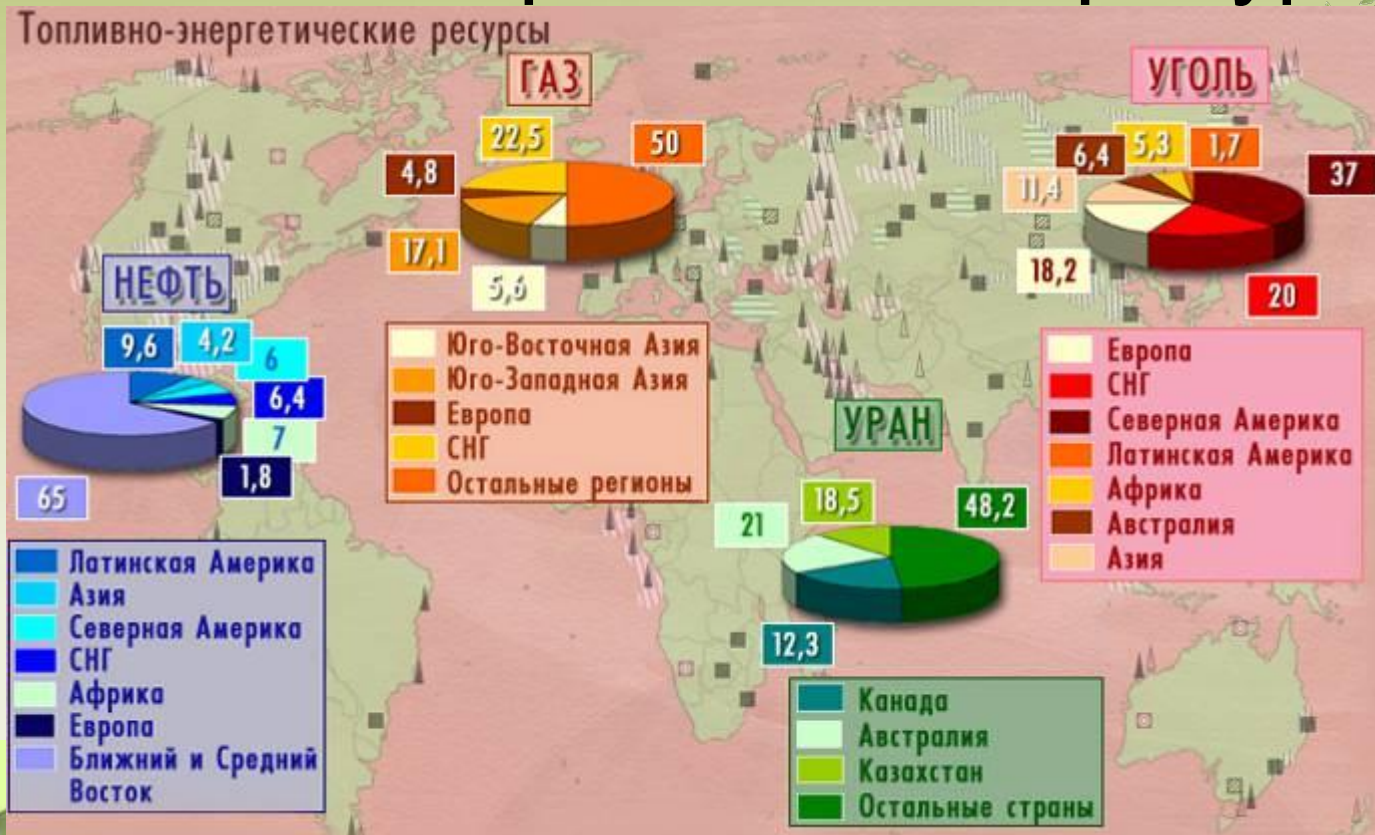 Топливно-энергетические ресурсы
ГАЗ
22,5
50
4,8
17,1
5,6
Юго-Восточная Азия
Юго-Западная Азия
Европа
СНГ
Остальные регионы
УГОЛЬ
6,4
5,3
1,7
37
11,4
18,2
20
Европа
СНГ
Северная Америка
Латинская Америка
Африка
Австралия
Азия
НЕФТЬ
9,6
4,2
6
6,4
7
1,8
65
Латинская Америка
Азия
Северная Америка
СНГ
Африка
Европа
Ближний и Средний
Восток
УРАН
18,5
48,2
21
12,3
Канада
Австралия
Казахстан
Остальные страны